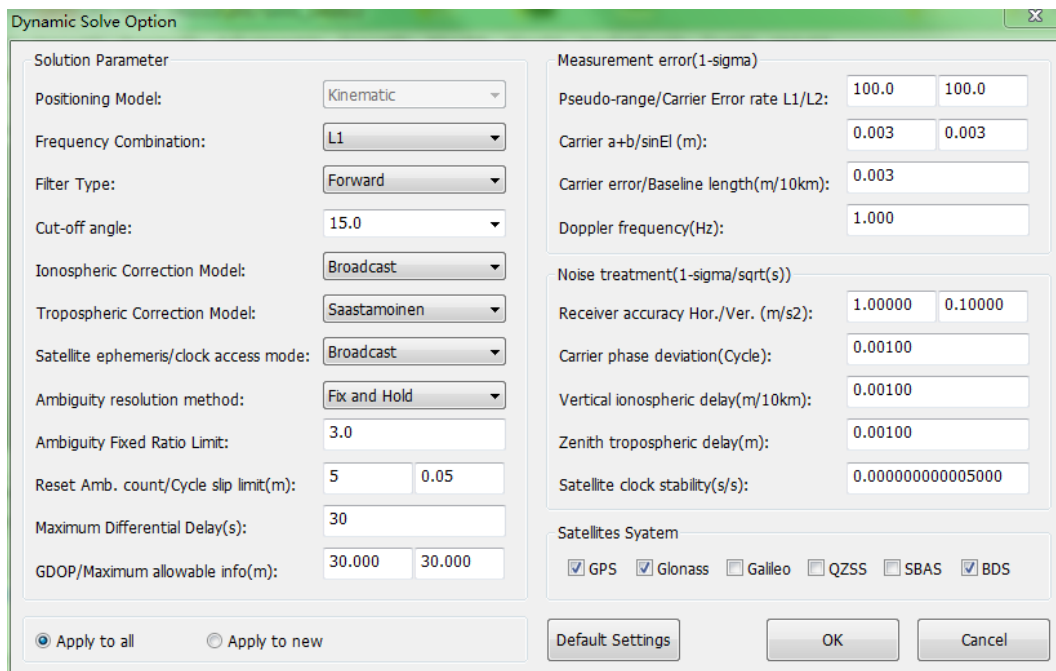 Dynamic Solve Option
Solution Parameter
Positioning Model: Kinematic
Frequency Combination: L1
Filter Type: Forward
Cut-off angle: 15.0
Ionospheric Correction Model: Broadcast
Tropospheric Correction Model: Saastamoinen
Satellite ephemeris/clock access mode: Broadcast
Ambiguity resolution method: Fix and Hold
Ambiguity Fixed Ratio Limit: 3.0
Reset Amb. count/Cycle slip limit(m): 5 0.05
Maximum Differential Delay(s): 30
GDOP/Maximum allowable info(m): 30.000 30.000
Apply to all Apply to new
Measurement error(1-sigma)
Pseudo-range/Carrier Error rate L1/L2: 100.0 100.0
Carrier a+b/sinEl (m): 0.003 0.003
Carrier error/Baseline length(m/10km): 0.003
Doppler frequency(Hz): 1.000
Noise treatment(1-sigma/sqrt(s))
Receiver accuracy Hor./Ver. (m/s2): 1.00000 0.10000
Carrier phase deviation(Cycle): 0.00100
Vertical ionospheric delay(m/10km): 0.00100
Zenith tropospheric delay(m): 0.00100
Satellite clock stability(s/s): 0.000000000005000
Satellites Syatem
GPS Glonass Galileo QZSS SBAS BDS
Default Settings OK Cancel